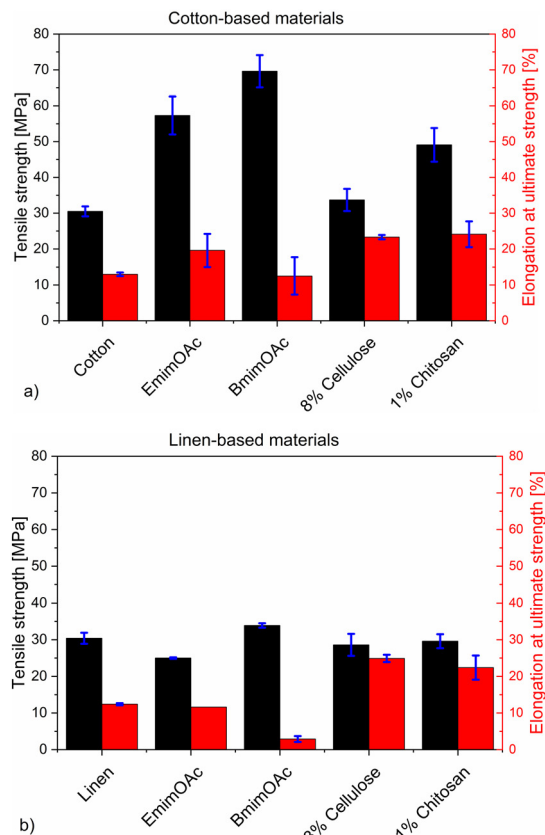 Cotton-based materials
Tensile strength [MPa]
80
70
60
50
40
30
20
10
0
80
70
60
50
40
30
20
10
0
Elongation at ultimate strength [%]
Cotton
EmimOAc
BmimOAc
8% Cellulose
1% Chitosan
a)
Linen-based materials
Tensile strength [MPa]
80
70
60
50
40
30
20
10
0
80
70
60
50
40
30
20
10
0
Elongation at ultimate strength [%]
Linen
EmimOAc
BmimOAc
8% Cellulose
1% Chitosan
b)